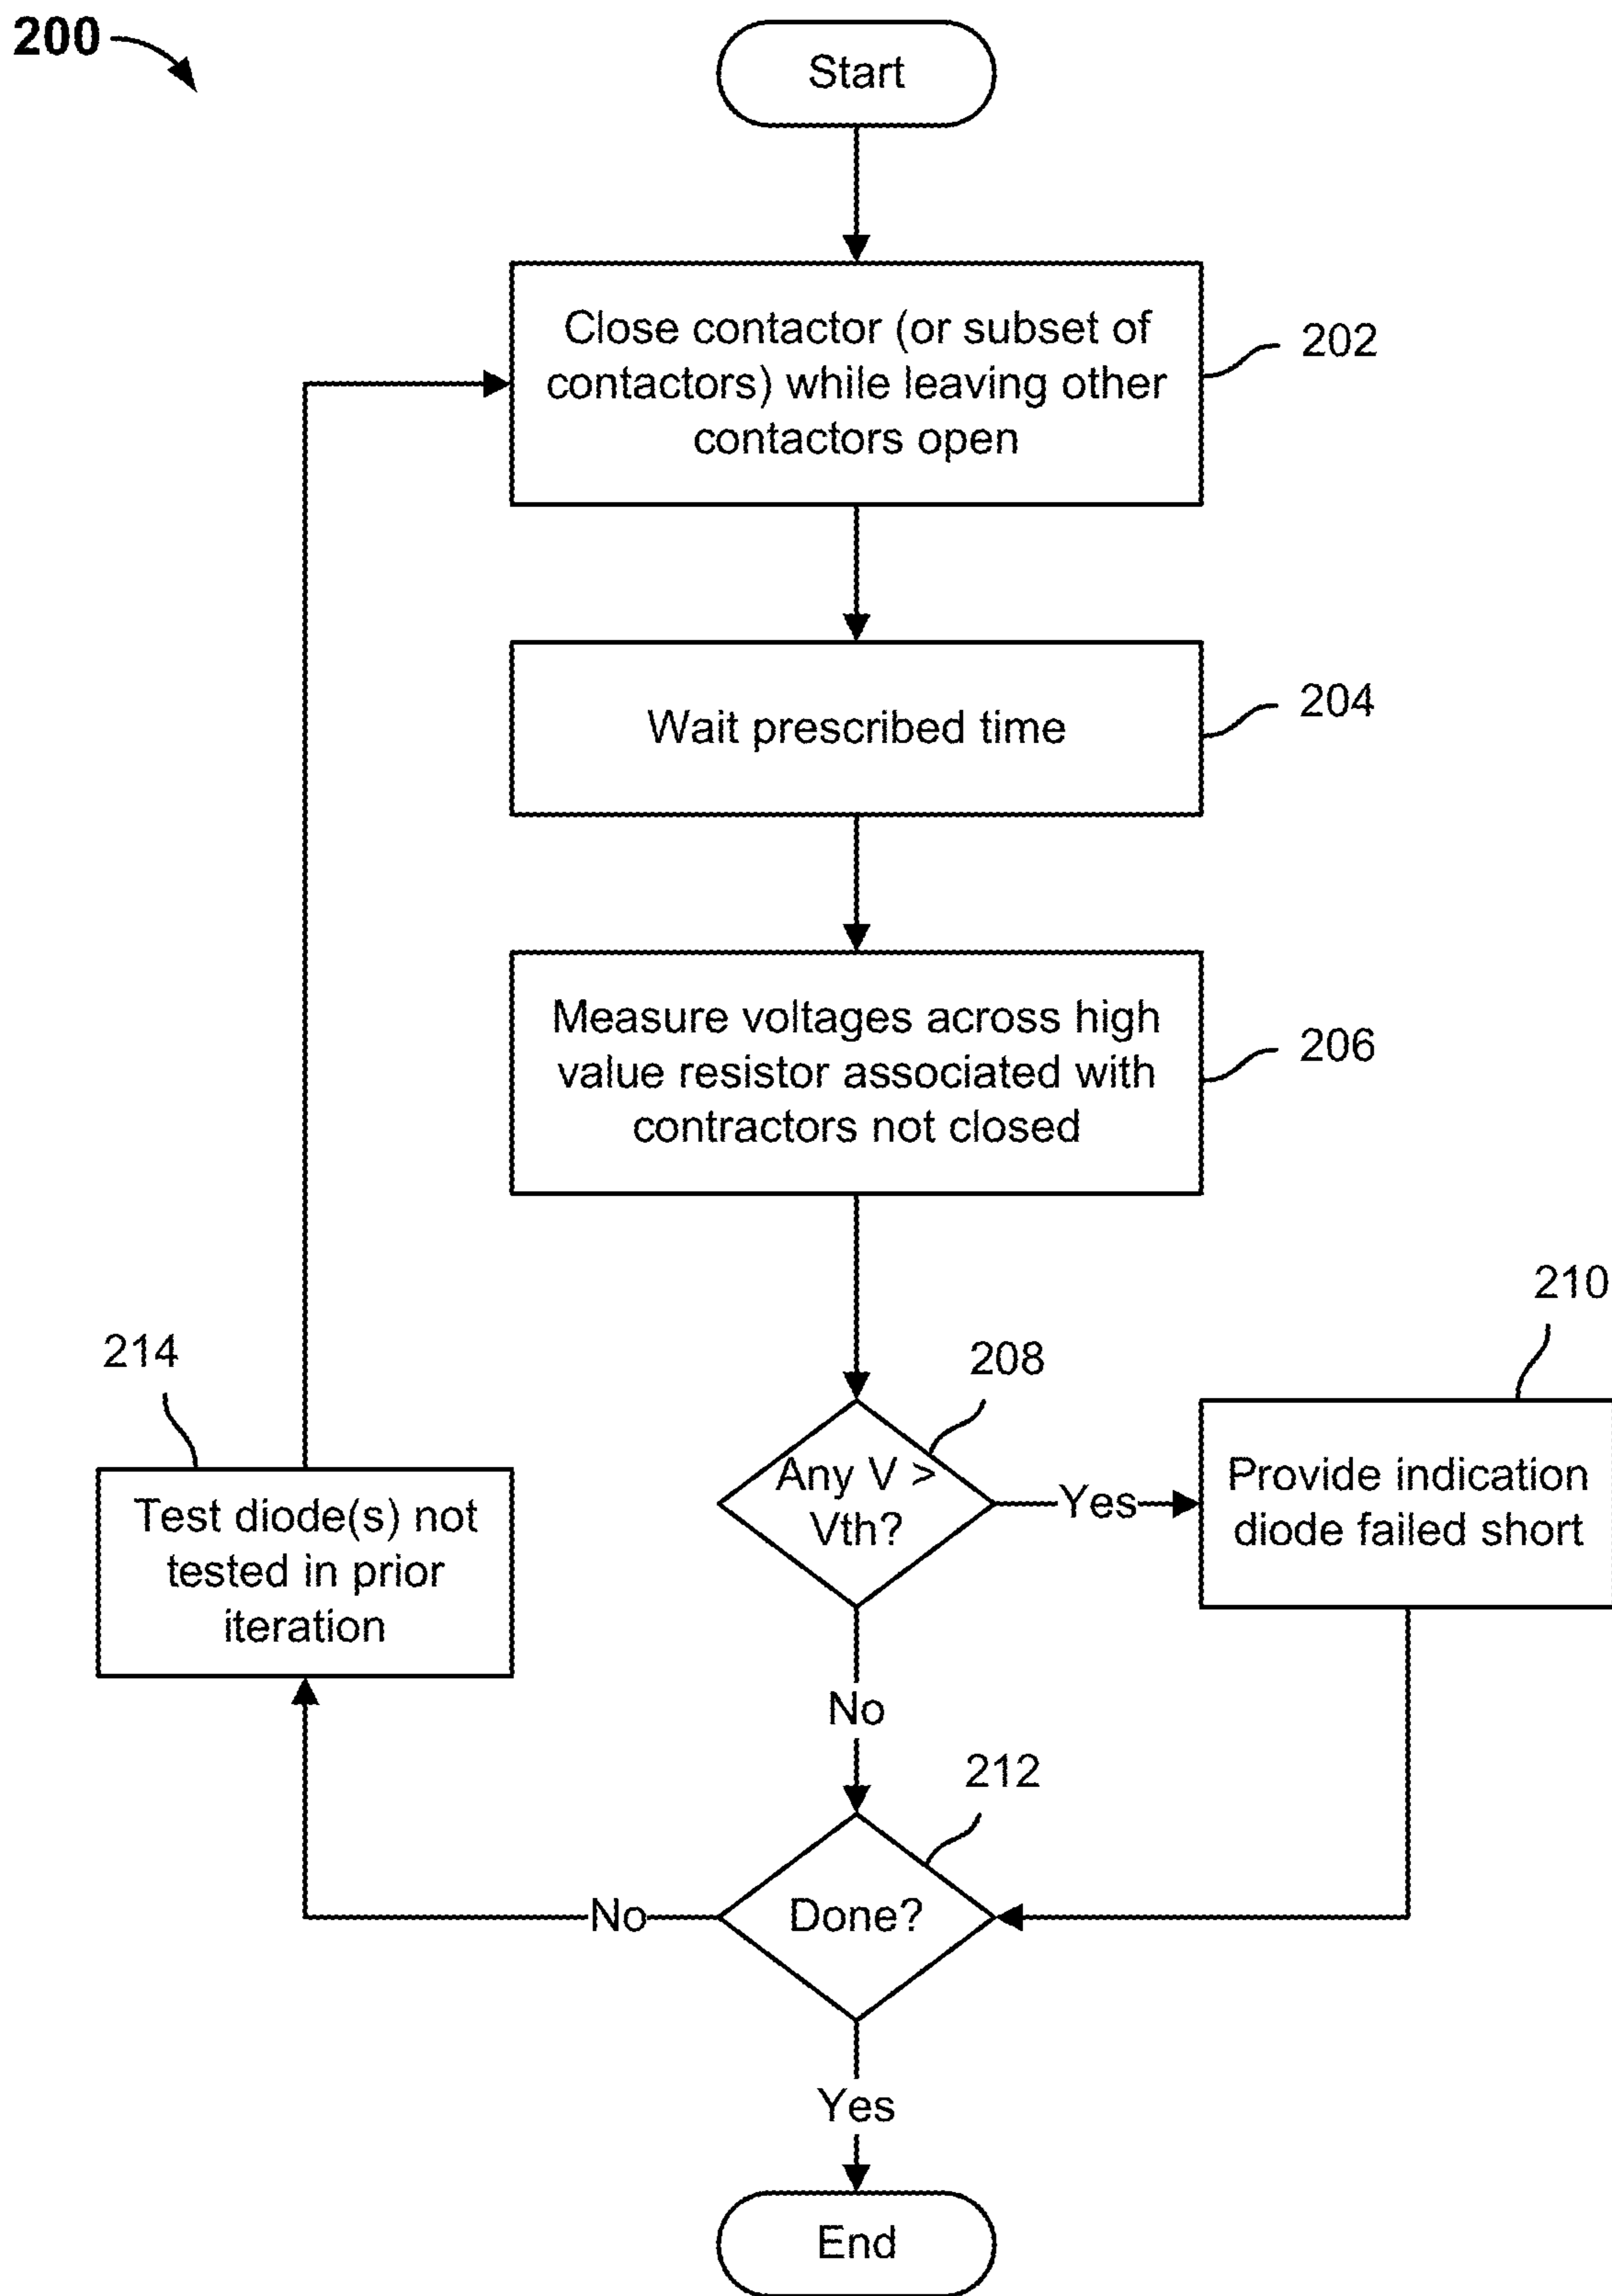 200
Start
Close contactor (or subset of
contactors) while leaving other
contactors open
202
Wait prescribed time
204
Measure voltages across high
value resistor associated with
contractors not closed
206
208
Any V >
Vth?
Yes
210
Provide indication
diode failed short
214
Test diode(s) not
tested in prior
iteration
No
212
Done?
No
Yes
End